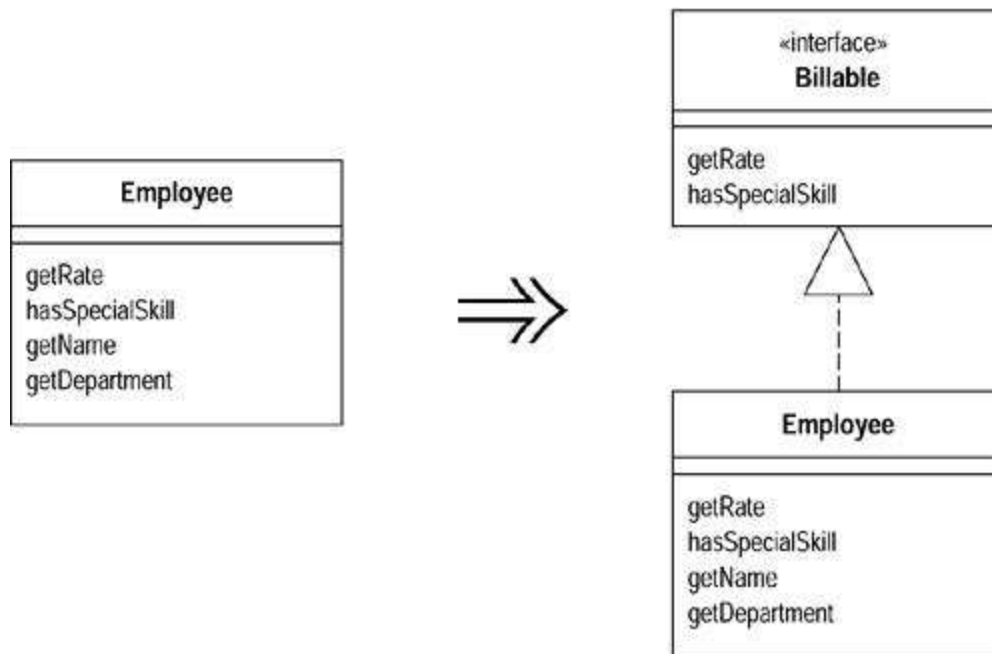 Employee
getRate
hasSpecialSkill
getName
getDepartment
«interface»
Billable
getRate
hasSpecialSkill
Employee
getRate
hasSpecialSkill
getName
getDepartment